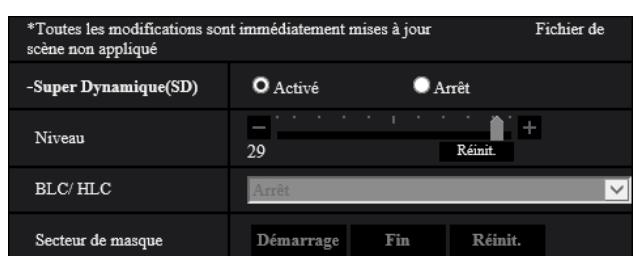 *Toutes les modifications sont immédiatement mises à jour Fichier de
scène non appliqué
-Super Dynamique(SD) Activé Arrêt
Niveau - +
29 Réinit.
BLC/ HLC Arrêt
Secteur de masque Démarrage Fin Réinit.